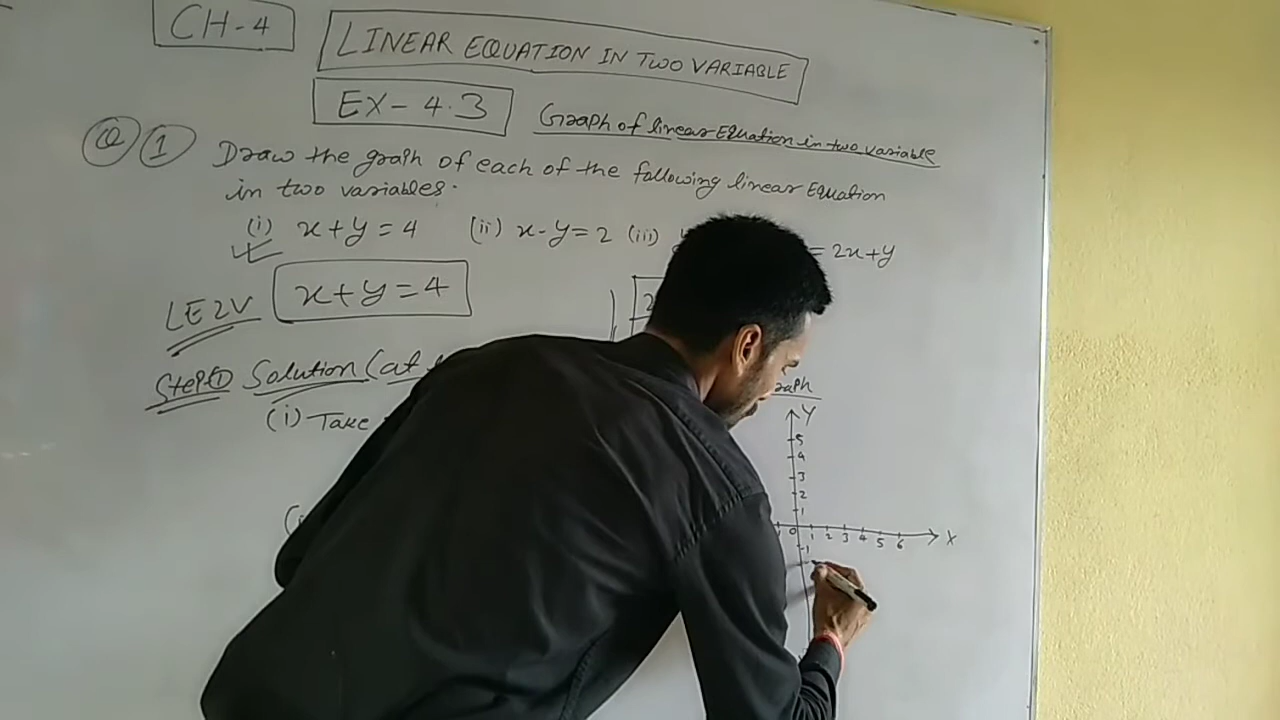 CH-4
LINEAR EQUATION IN TWO VARIABLE
EX-4.3
Graph of linear Equation in two variable
Q 1 Draw the graph of each of the following linear Equation
in two variables.
(i) x+y=4 (ii) x-y=2 (iii) = 2x+y
LE2V x+y=4
Step① Solution (at
(i) Take
Y
5
4
3
2
1
0 1 2 3 4 5 6 X
-1